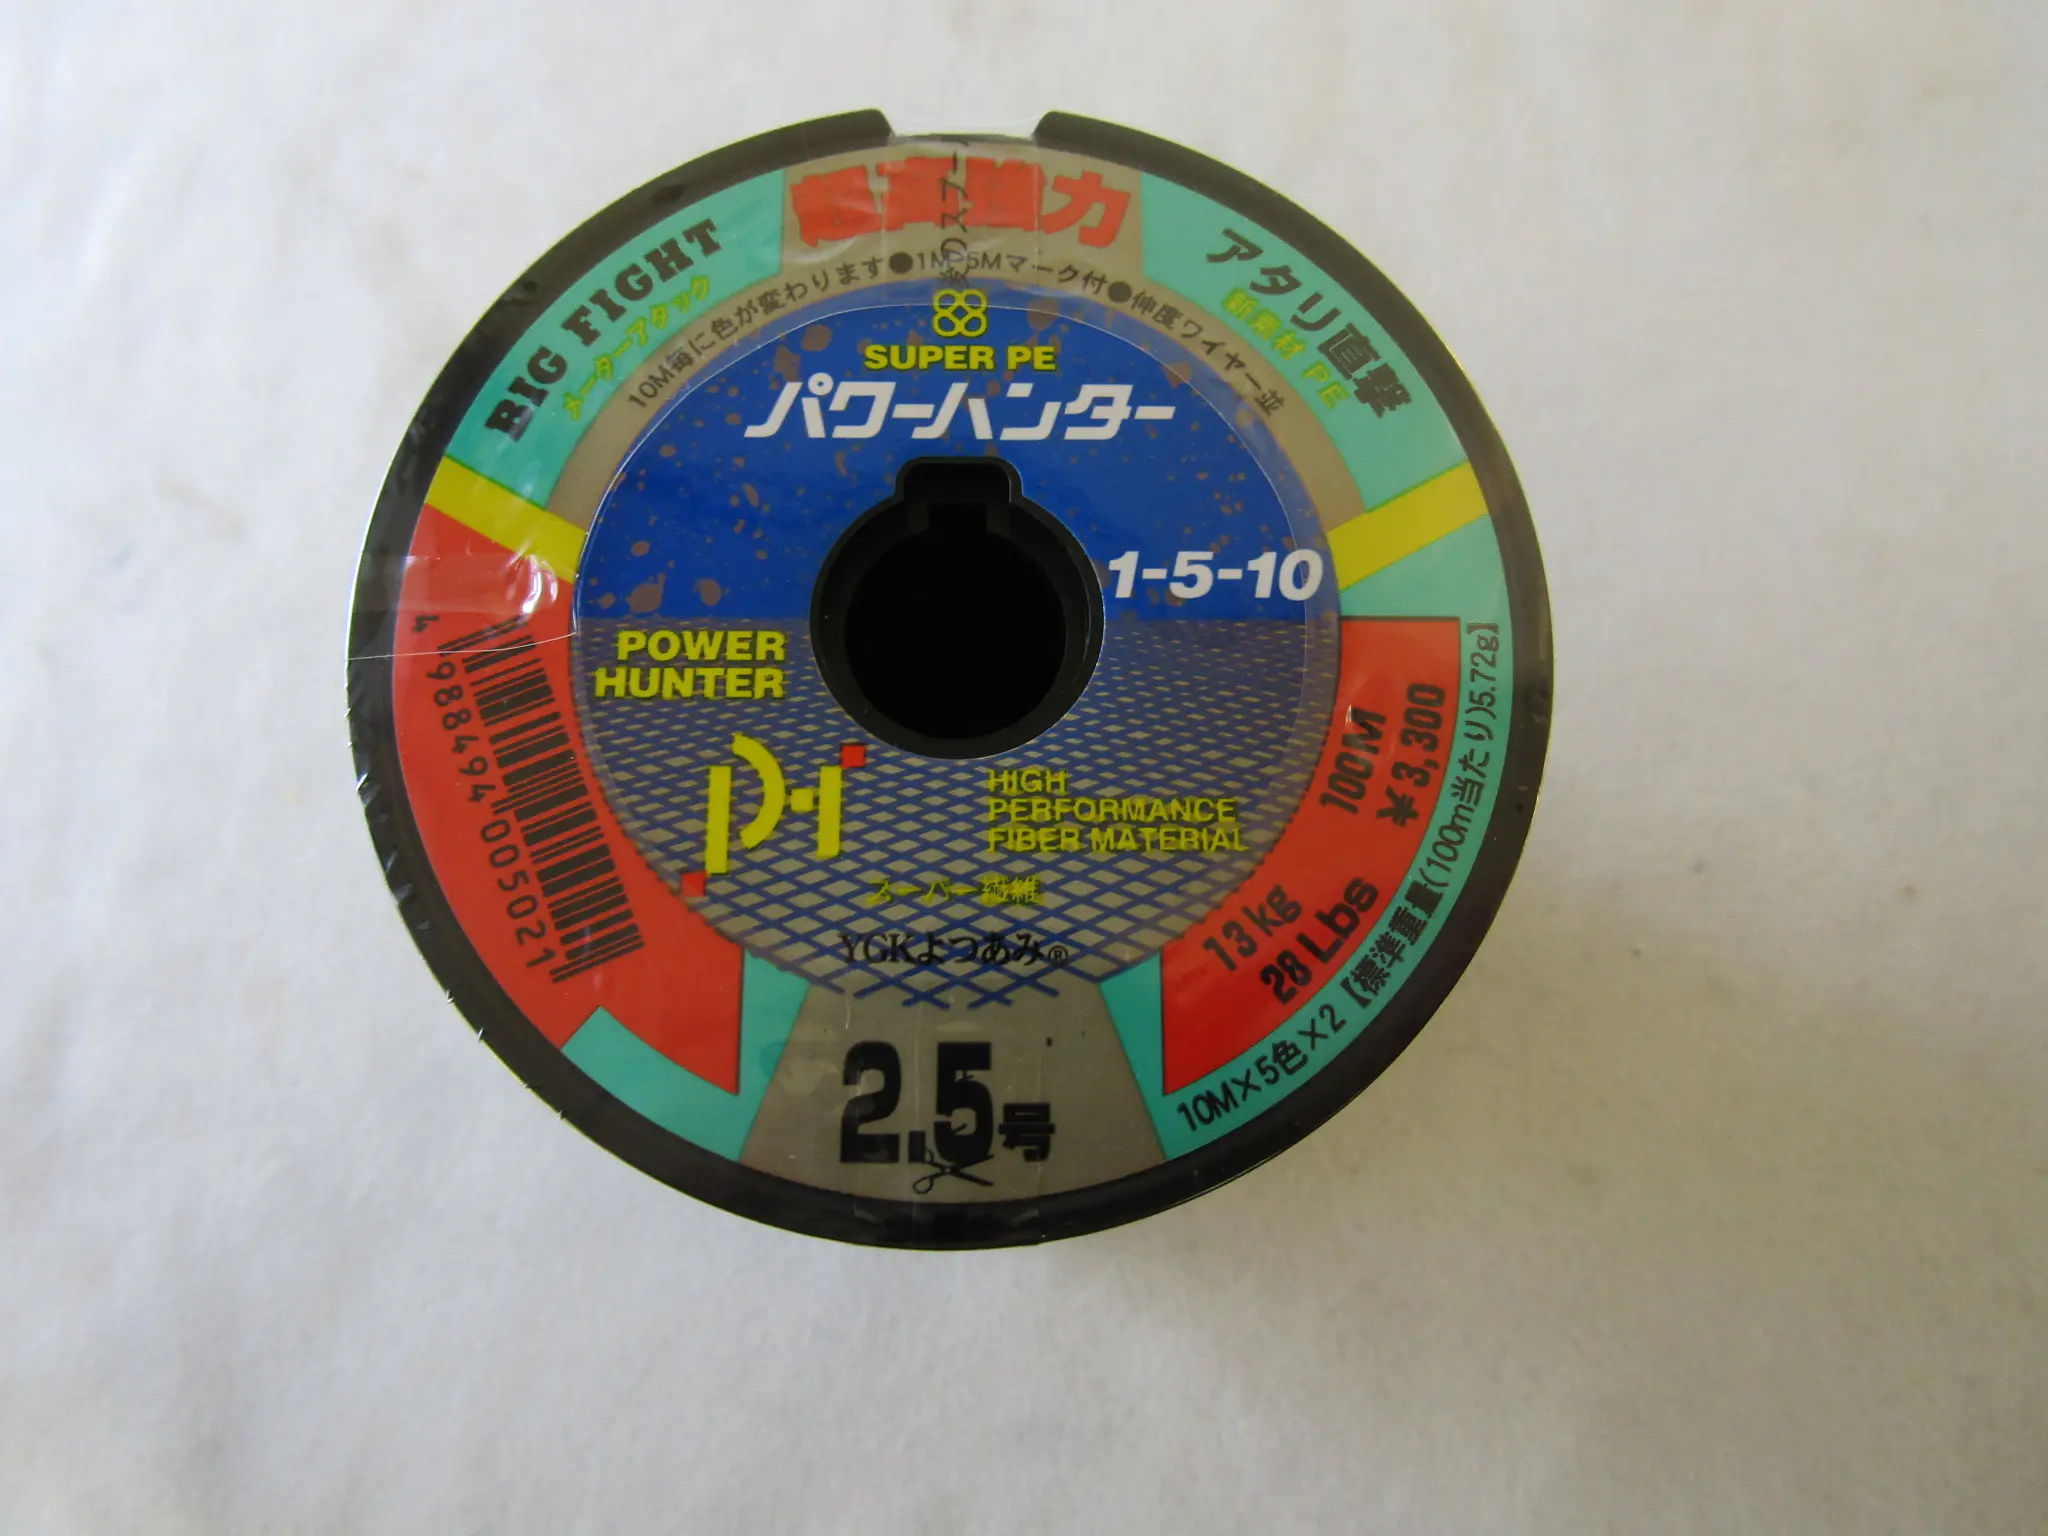 超高強力
BIG FIGHT
メーターアタック
アタリ直撃
新素材 PE
10M毎に色が変わります●1M・5Mマーク付●伸度ワイヤー並
SUPER PE
パワーハンター
1-5-10
POWER
HUNTER
HIGH
PERFORMANCE
FIBER MATERIAL
スーパー繊維
YGKよつあみ®
100M
¥3,300
13kg
28Lbs
10M×5色×2【標準重量(100m当たり)5.72g】
4 988494 005021
2.5号